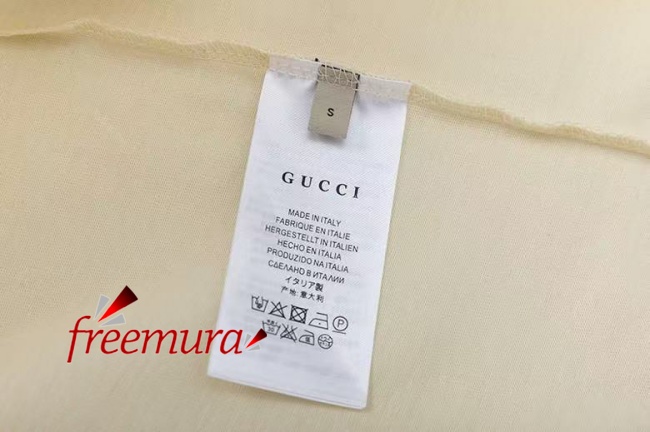 S
GUCCI
MADE IN ITALY
FABRIQUE EN ITALIE
HERGESTELLT IN ITALIEN
HECHO EN ITALIA
PRODUZIDO NA ITALIA
СДЕЛАНО В ИТАЛИИ
イタリア製
产地:意大利
P
30
freemura